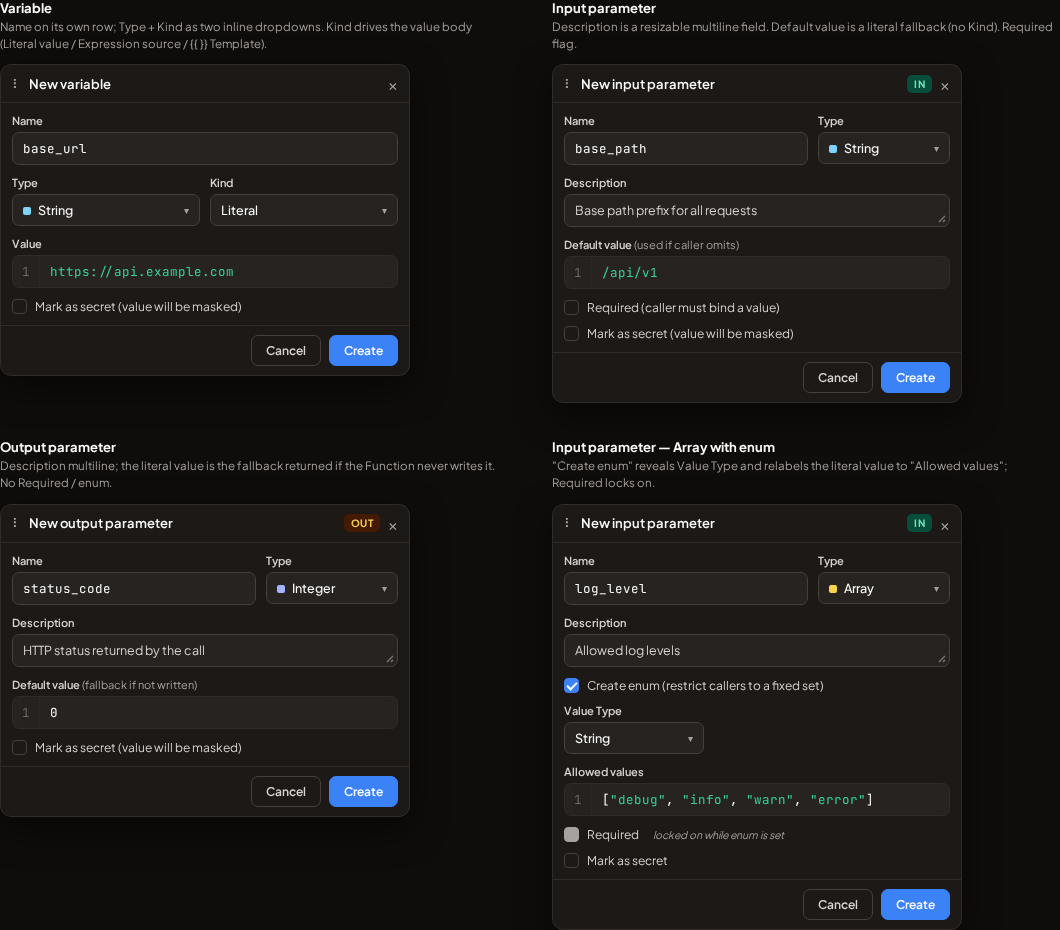 Variable
Name on its own row; Type + Kind as two inline dropdowns. Kind drives the value body
(Literal value / Expression source / {{ }} Template).
New variable
×
Name
base_url
Type
Kind
String
Literal
Value
1 https://api.example.com
Mark as secret (value will be masked)
Cancel
Create
Input parameter
Description is a resizable multiline field. Default value is a literal fallback (no Kind). Required
flag.
New input parameter
IN
×
Name
Type
base_path
String
Description
Base path prefix for all requests
Default value (used if caller omits)
1 /api/v1
Required (caller must bind a value)
Mark as secret (value will be masked)
Cancel
Create
Output parameter
Description multiline; the literal value is the fallback returned if the Function never writes it.
No Required / enum.
New output parameter
OUT
×
Name
Type
status_code
Integer
Description
HTTP status returned by the call
Default value (fallback if not written)
1 0
Mark as secret (value will be masked)
Cancel
Create
Input parameter — Array with enum
"Create enum" reveals Value Type and relabels the literal value to "Allowed values";
Required locks on.
New input parameter
IN
×
Name
Type
log_level
Array
Description
Allowed log levels
Create enum (restrict callers to a fixed set)
Value Type
String
Allowed values
1 ["debug", "info", "warn", "error"]
Required locked on while enum is set
Mark as secret
Cancel
Create